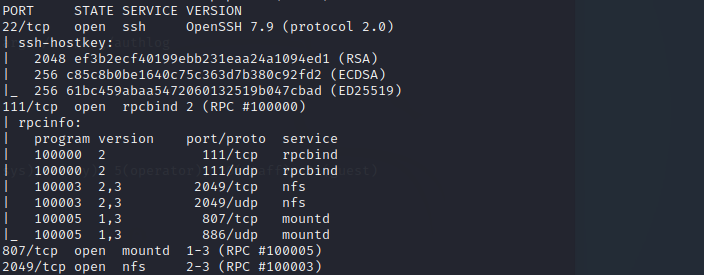 PORT     STATE SERVICE VERSION
22/tcp   open  ssh     OpenSSH 7.9 (protocol 2.0)
| ssh-hostkey:
|   2048 ef3b2ecf40199ebb231eaa24a1094ed1 (RSA)
|   256 c85c8b0be1640c75c363d7b380c92fd2 (ECDSA)
|_  256 61bc459abaa5472060132519b047cbad (ED25519)
111/tcp  open  rpcbind 2 (RPC #100000)
| rpcinfo:
|   program version    port/proto  service
|   100000  2            111/tcp   rpcbind
|   100000  2            111/udp   rpcbind
|   100003  2,3         2049/tcp   nfs
|   100003  2,3         2049/udp   nfs
|   100005  1,3          807/tcp   mountd
|_  100005  1,3          886/udp   mountd
807/tcp  open  mountd  1-3 (RPC #100005)
2049/tcp open  nfs     2-3 (RPC #100003)